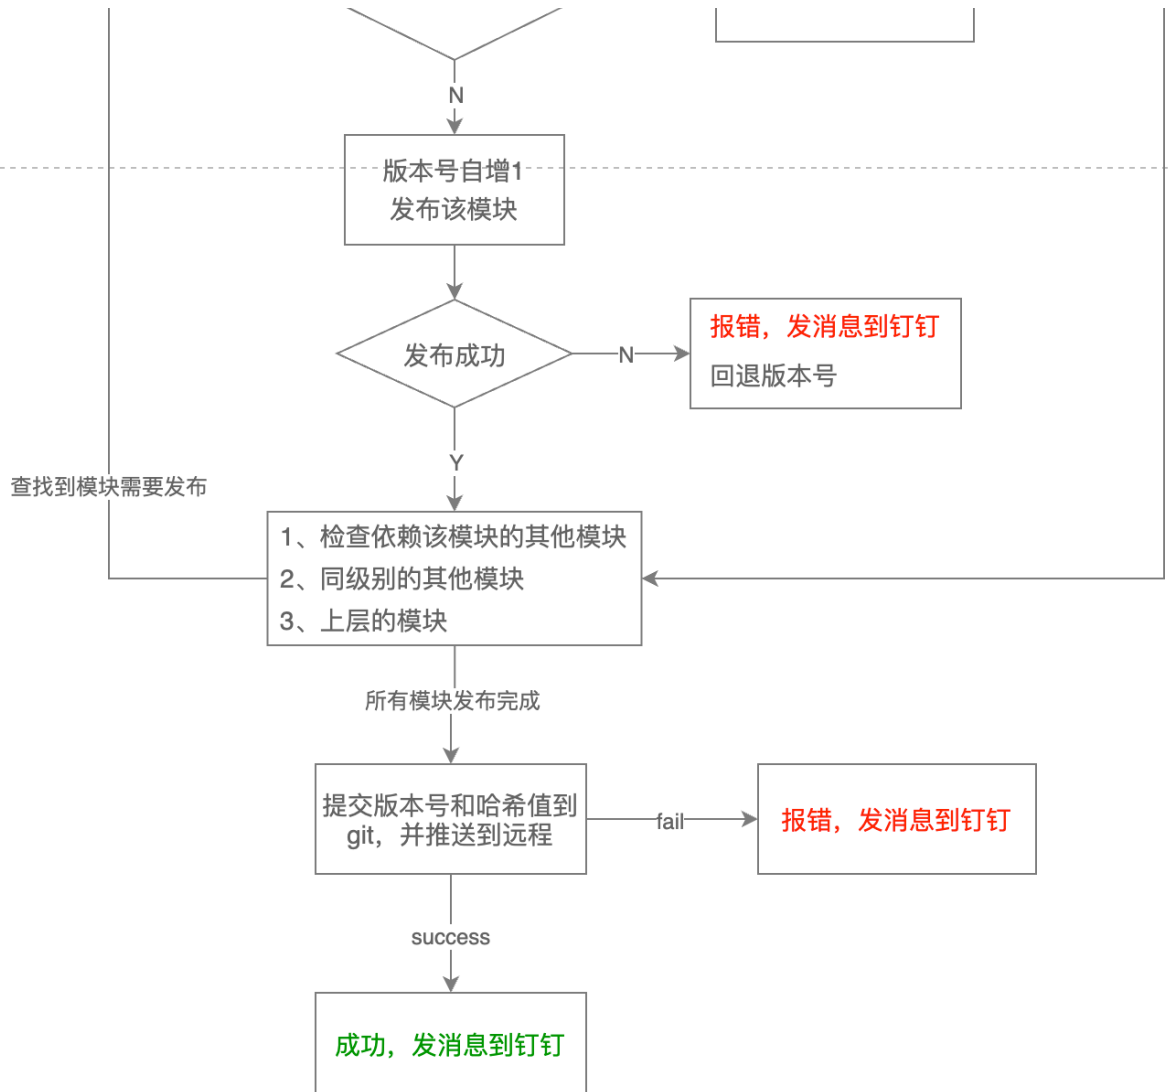 N
版本号自增1
发布该模块
发布成功
N
报错，发消息到钉钉
回退版本号
Y
查找到模块需要发布
1、检查依赖该模块的其他模块
2、同级别的其他模块
3、上层的模块
所有模块发布完成
提交版本号和哈希值到
git，并推送到远程
fail
报错，发消息到钉钉
success
成功，发消息到钉钉